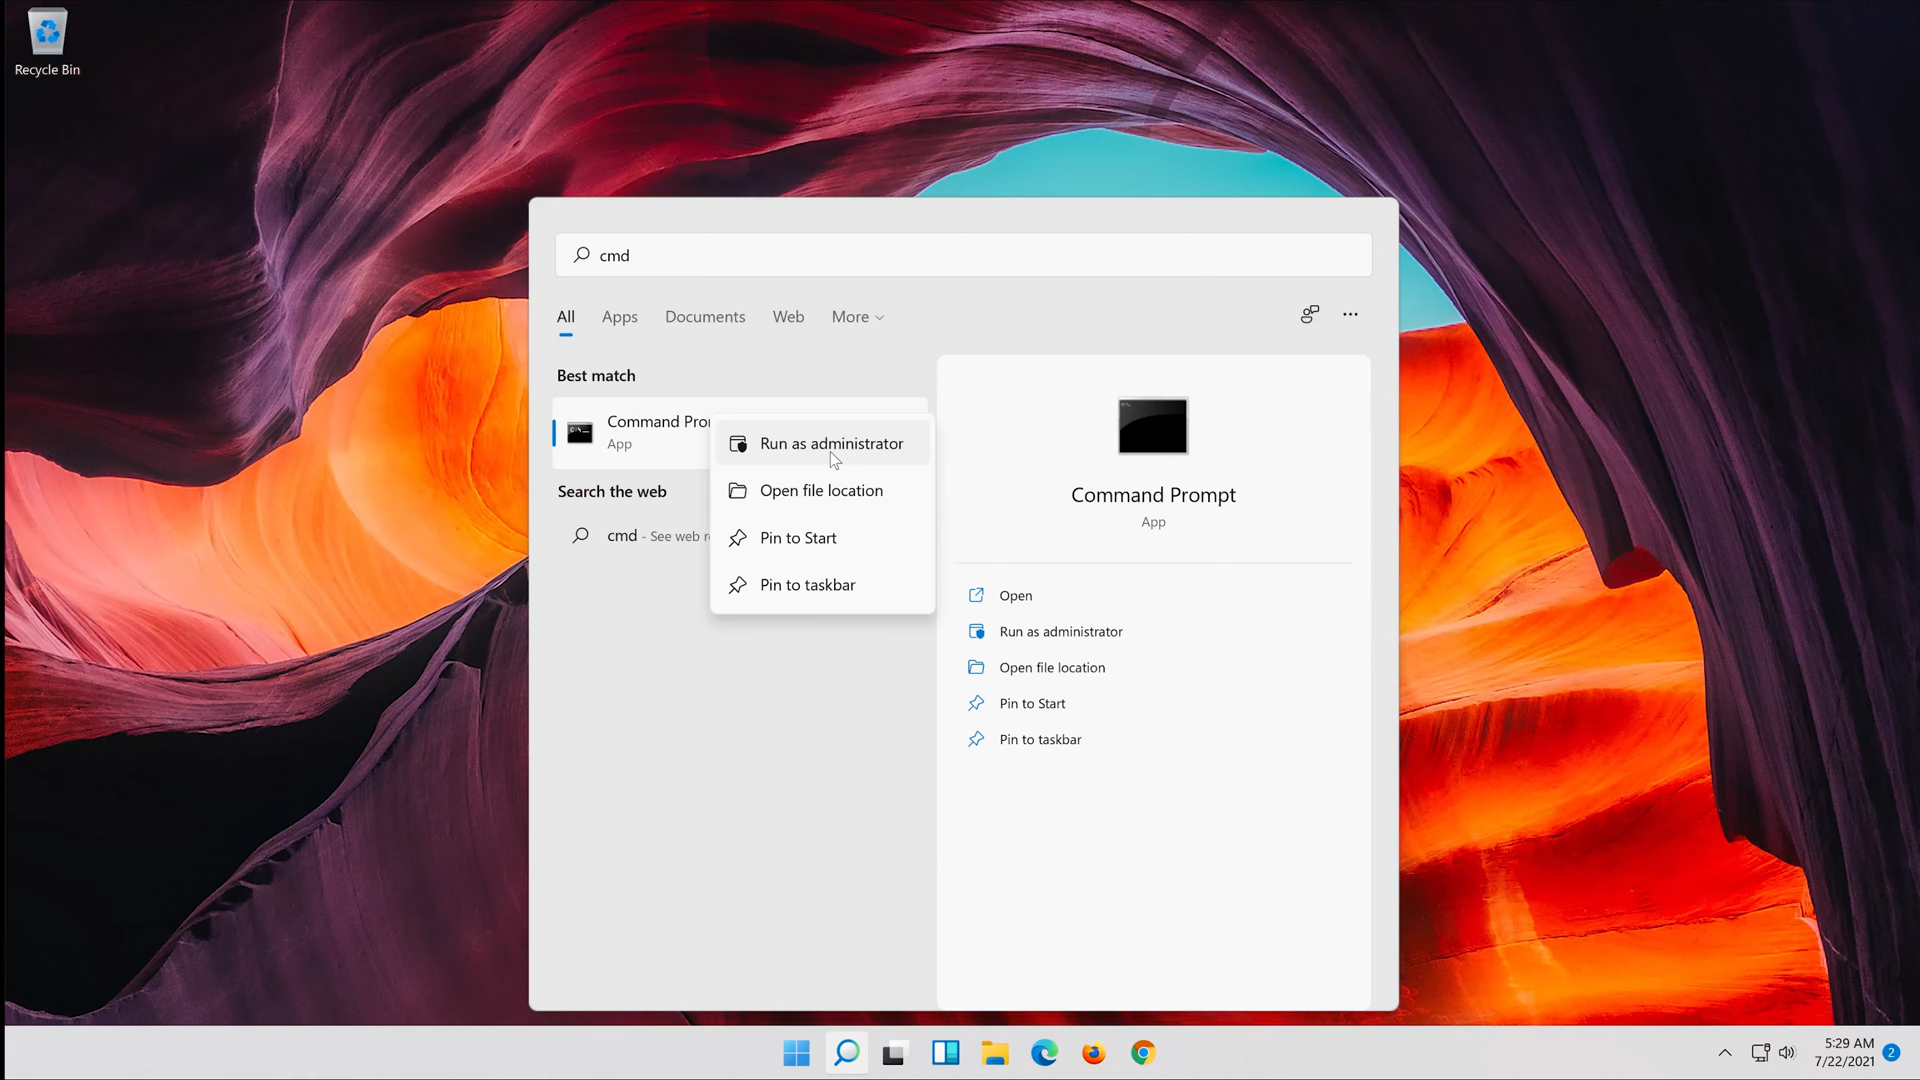 Recycle Bin
cmd
All Apps Documents Web More
Best match
Command Pro
App
Search the web
cmd - See web
Run as administrator
Open file location
Pin to Start
Pin to taskbar
Command Prompt
App
Open
Run as administrator
Open file location
Pin to Start
Pin to taskbar
5:29 AM
7/22/2021
2